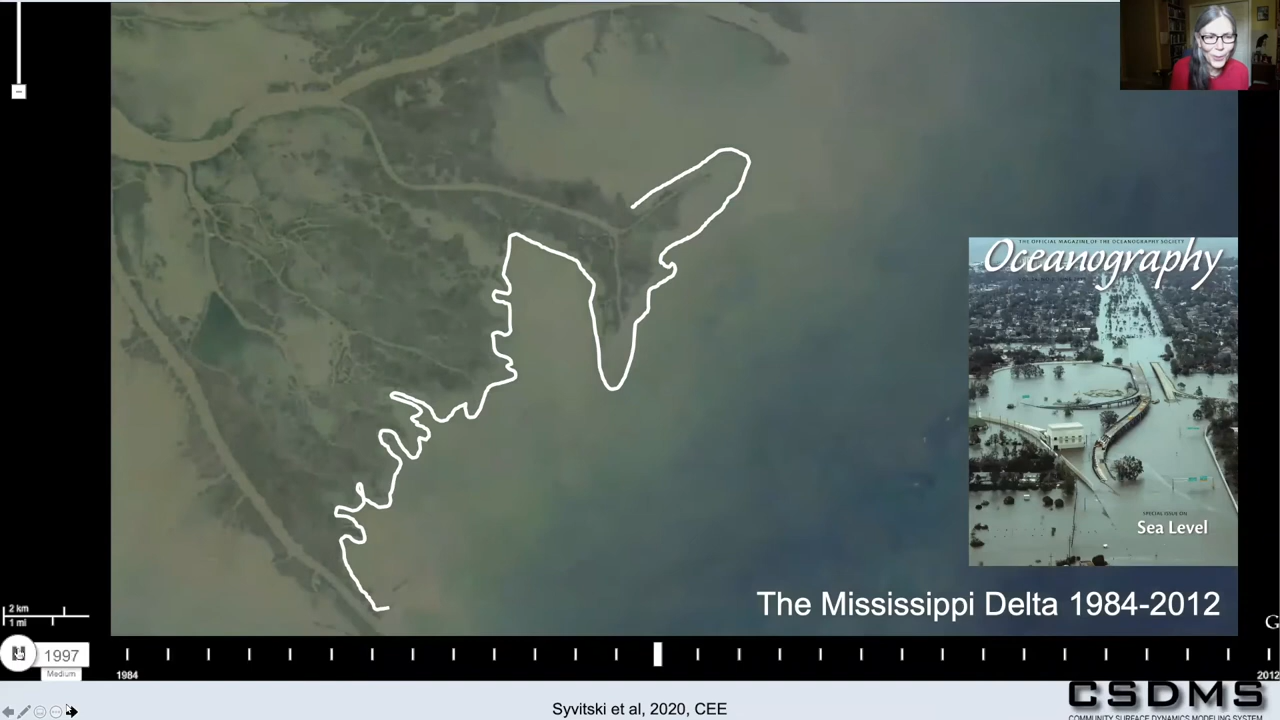 THE OFFICIAL MAGAZINE OF THE OCEANOGRAPHY SOCIETY
Oceanography
SPECIAL ISSUE ON
Sea Level
The Mississippi Delta 1984-2012
2 km
1 mi
G
1997
Medium
1984
2012
Syvitski et al, 2020, CEE
CSDMS
COMMUNITY SURFACE DYNAMICS MODELING SYSTEM